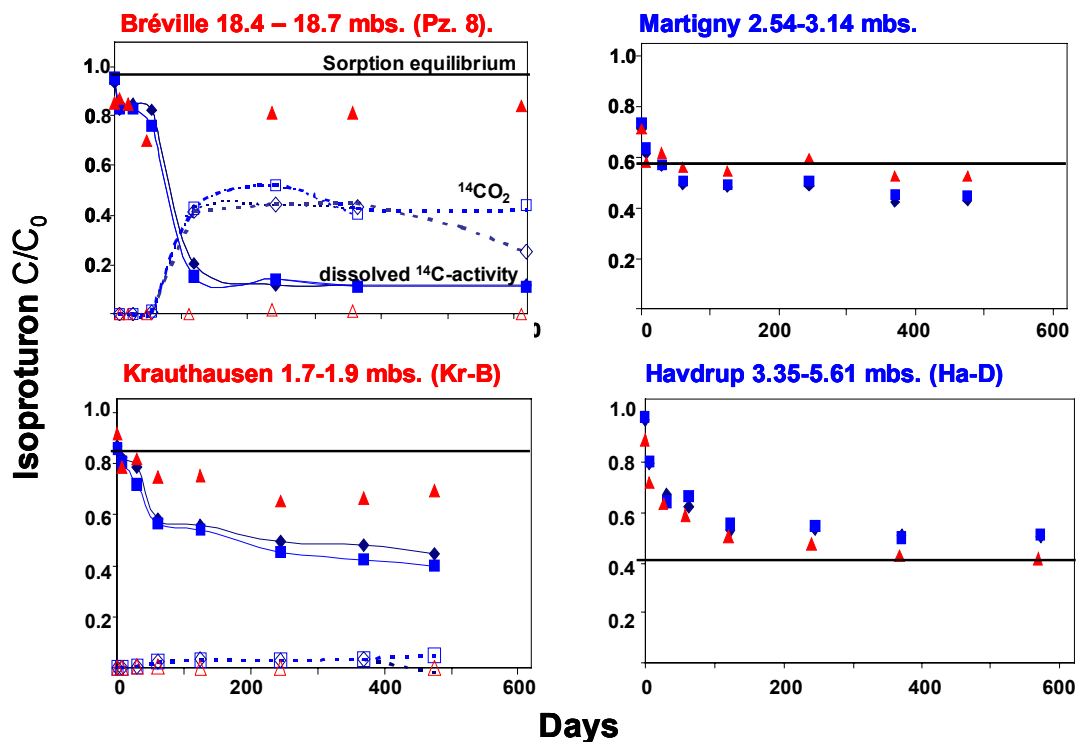 Bréville 18.4 – 18.7 mbs. (Pz. 8).
1.0
0.8
0.6
0.4
0.2
Sorption equilibrium
¹⁴CO₂
dissolved ¹⁴C-activity
0
Martigny 2.54-3.14 mbs.
1.0
0.8
0.6
0.4
0.2
0 200 400 600
Krauthausen 1.7-1.9 mbs. (Kr-B)
1.0
0.8
0.6
0.4
0.2
0 200 400 600
Havdrup 3.35-5.61 mbs. (Ha-D)
1.0
0.8
0.6
0.4
0.2
0 200 400 600
Isoproturon C/C₀
Days